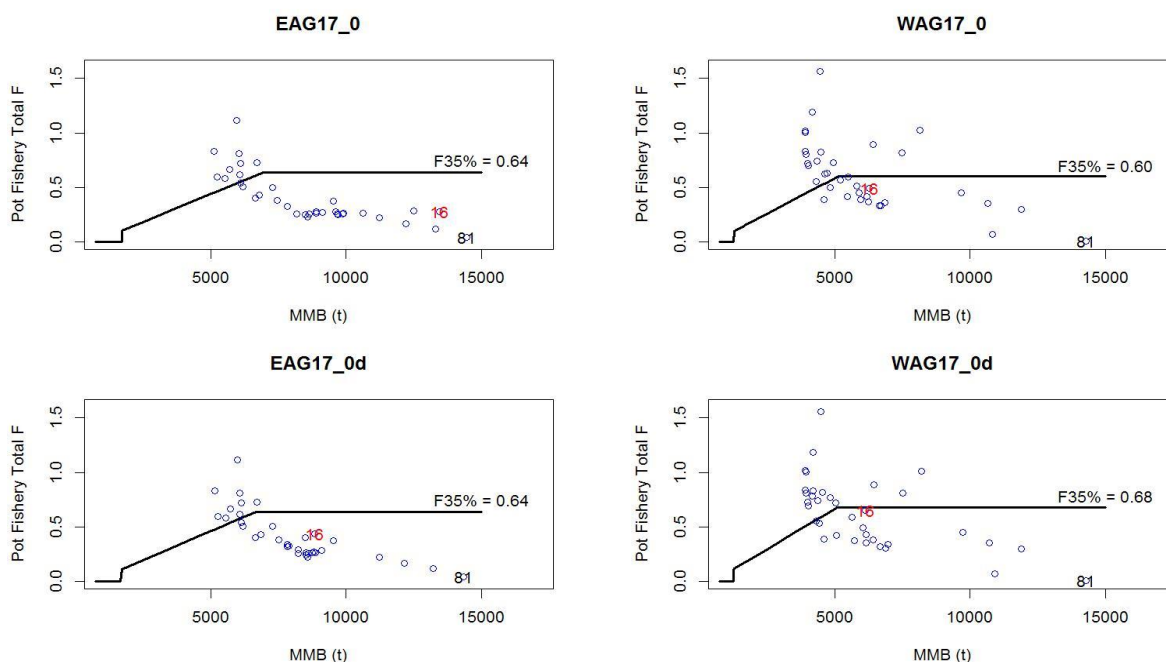 EAG17_0
Pot Fishery Total F
1.5
1.0
0.5
0.0
F35% = 0.64
16
81
5000 10000 15000
MMB (t)
WAG17_0
Pot Fishery Total F
1.5
1.0
0.5
0.0
F35% = 0.60
16
81
5000 10000 15000
MMB (t)
EAG17_0d
Pot Fishery Total F
1.5
1.0
0.5
0.0
F35% = 0.64
16
81
5000 10000 15000
MMB (t)
WAG17_0d
Pot Fishery Total F
1.5
1.0
0.5
0.0
F35% = 0.68
16
81
5000 10000 15000
MMB (t)